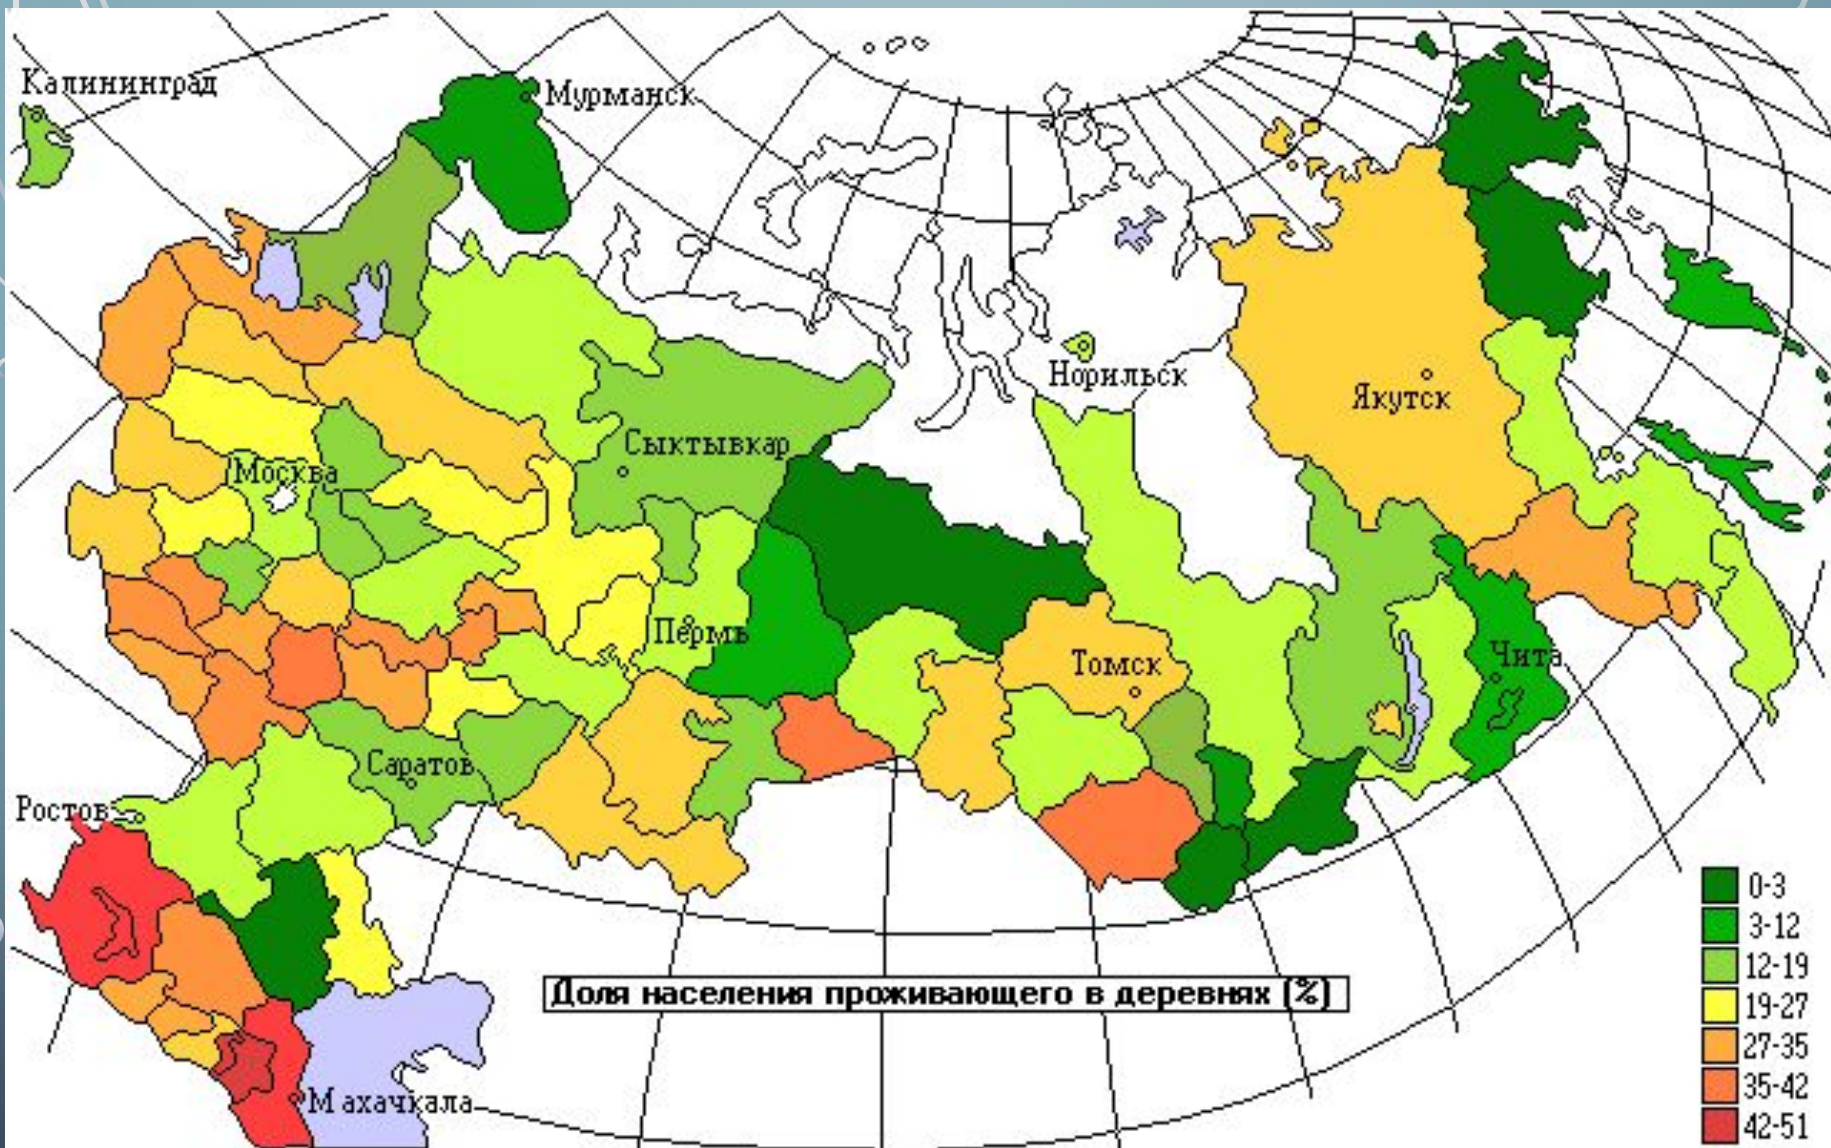 Калининград
Мурманск
Норильск
Якутск
Сыктывкар
Москва
Пермь
Томск
Чита
Саратов
Ростов
0-3
3-12
12-19
19-27
27-35
35-42
42-51
Доля населения проживающего в деревнях (%)
Махачкала